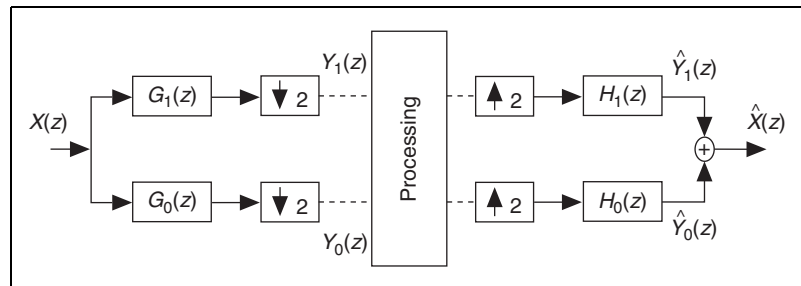 X(z)
G₁(z)
2
Y₁(z)
Processing
2
H₁(z)
Ŷ₁(z)
+
X̂(z)
G₀(z)
2
Y₀(z)
2
H₀(z)
Ŷ₀(z)